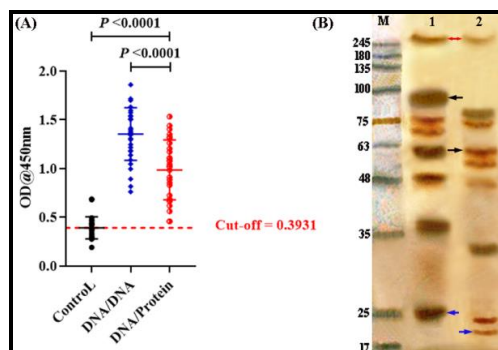 (A)
P <0.0001
P <0.0001
OD@450nm
2.0
1.5
1.0
0.5
0.0
Cut-off = 0.3931
ControL
DNA/DNA
DNA/Protein
(B)
M 1 2
245
180
135
100
75
63
48
35
25
17